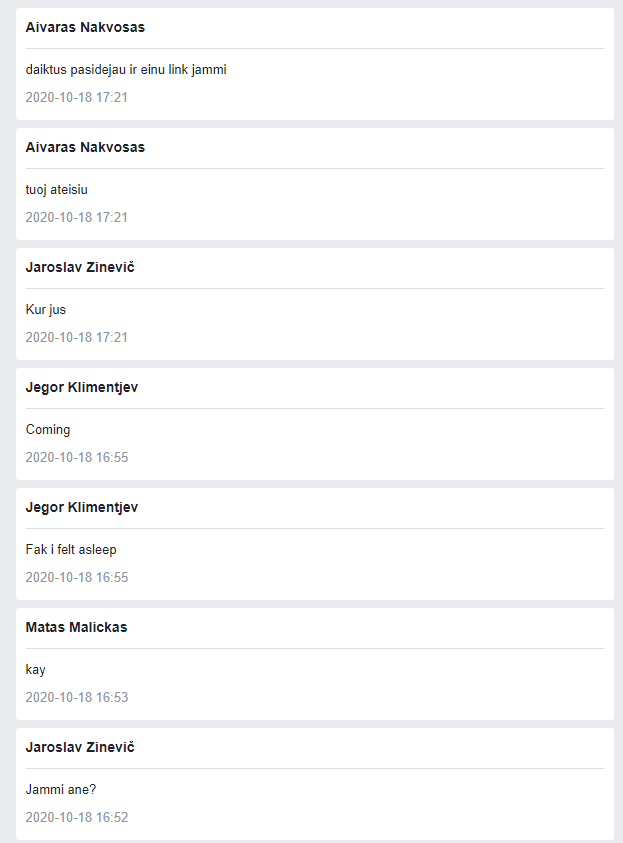 Aivaras Nakvosas
daiktus pasidejau ir einu link jammi
2020-10-18 17:21
Aivaras Nakvosas
tuoj ateisiu
2020-10-18 17:21
Jaroslav Zinevič
Kur jus
2020-10-18 17:21
Jegor Klimentjev
Coming
2020-10-18 16:55
Jegor Klimentjev
Fak i felt asleep
2020-10-18 16:55
Matas Malickas
kay
2020-10-18 16:53
Jaroslav Zinevič
Jammi ane?
2020-10-18 16:52